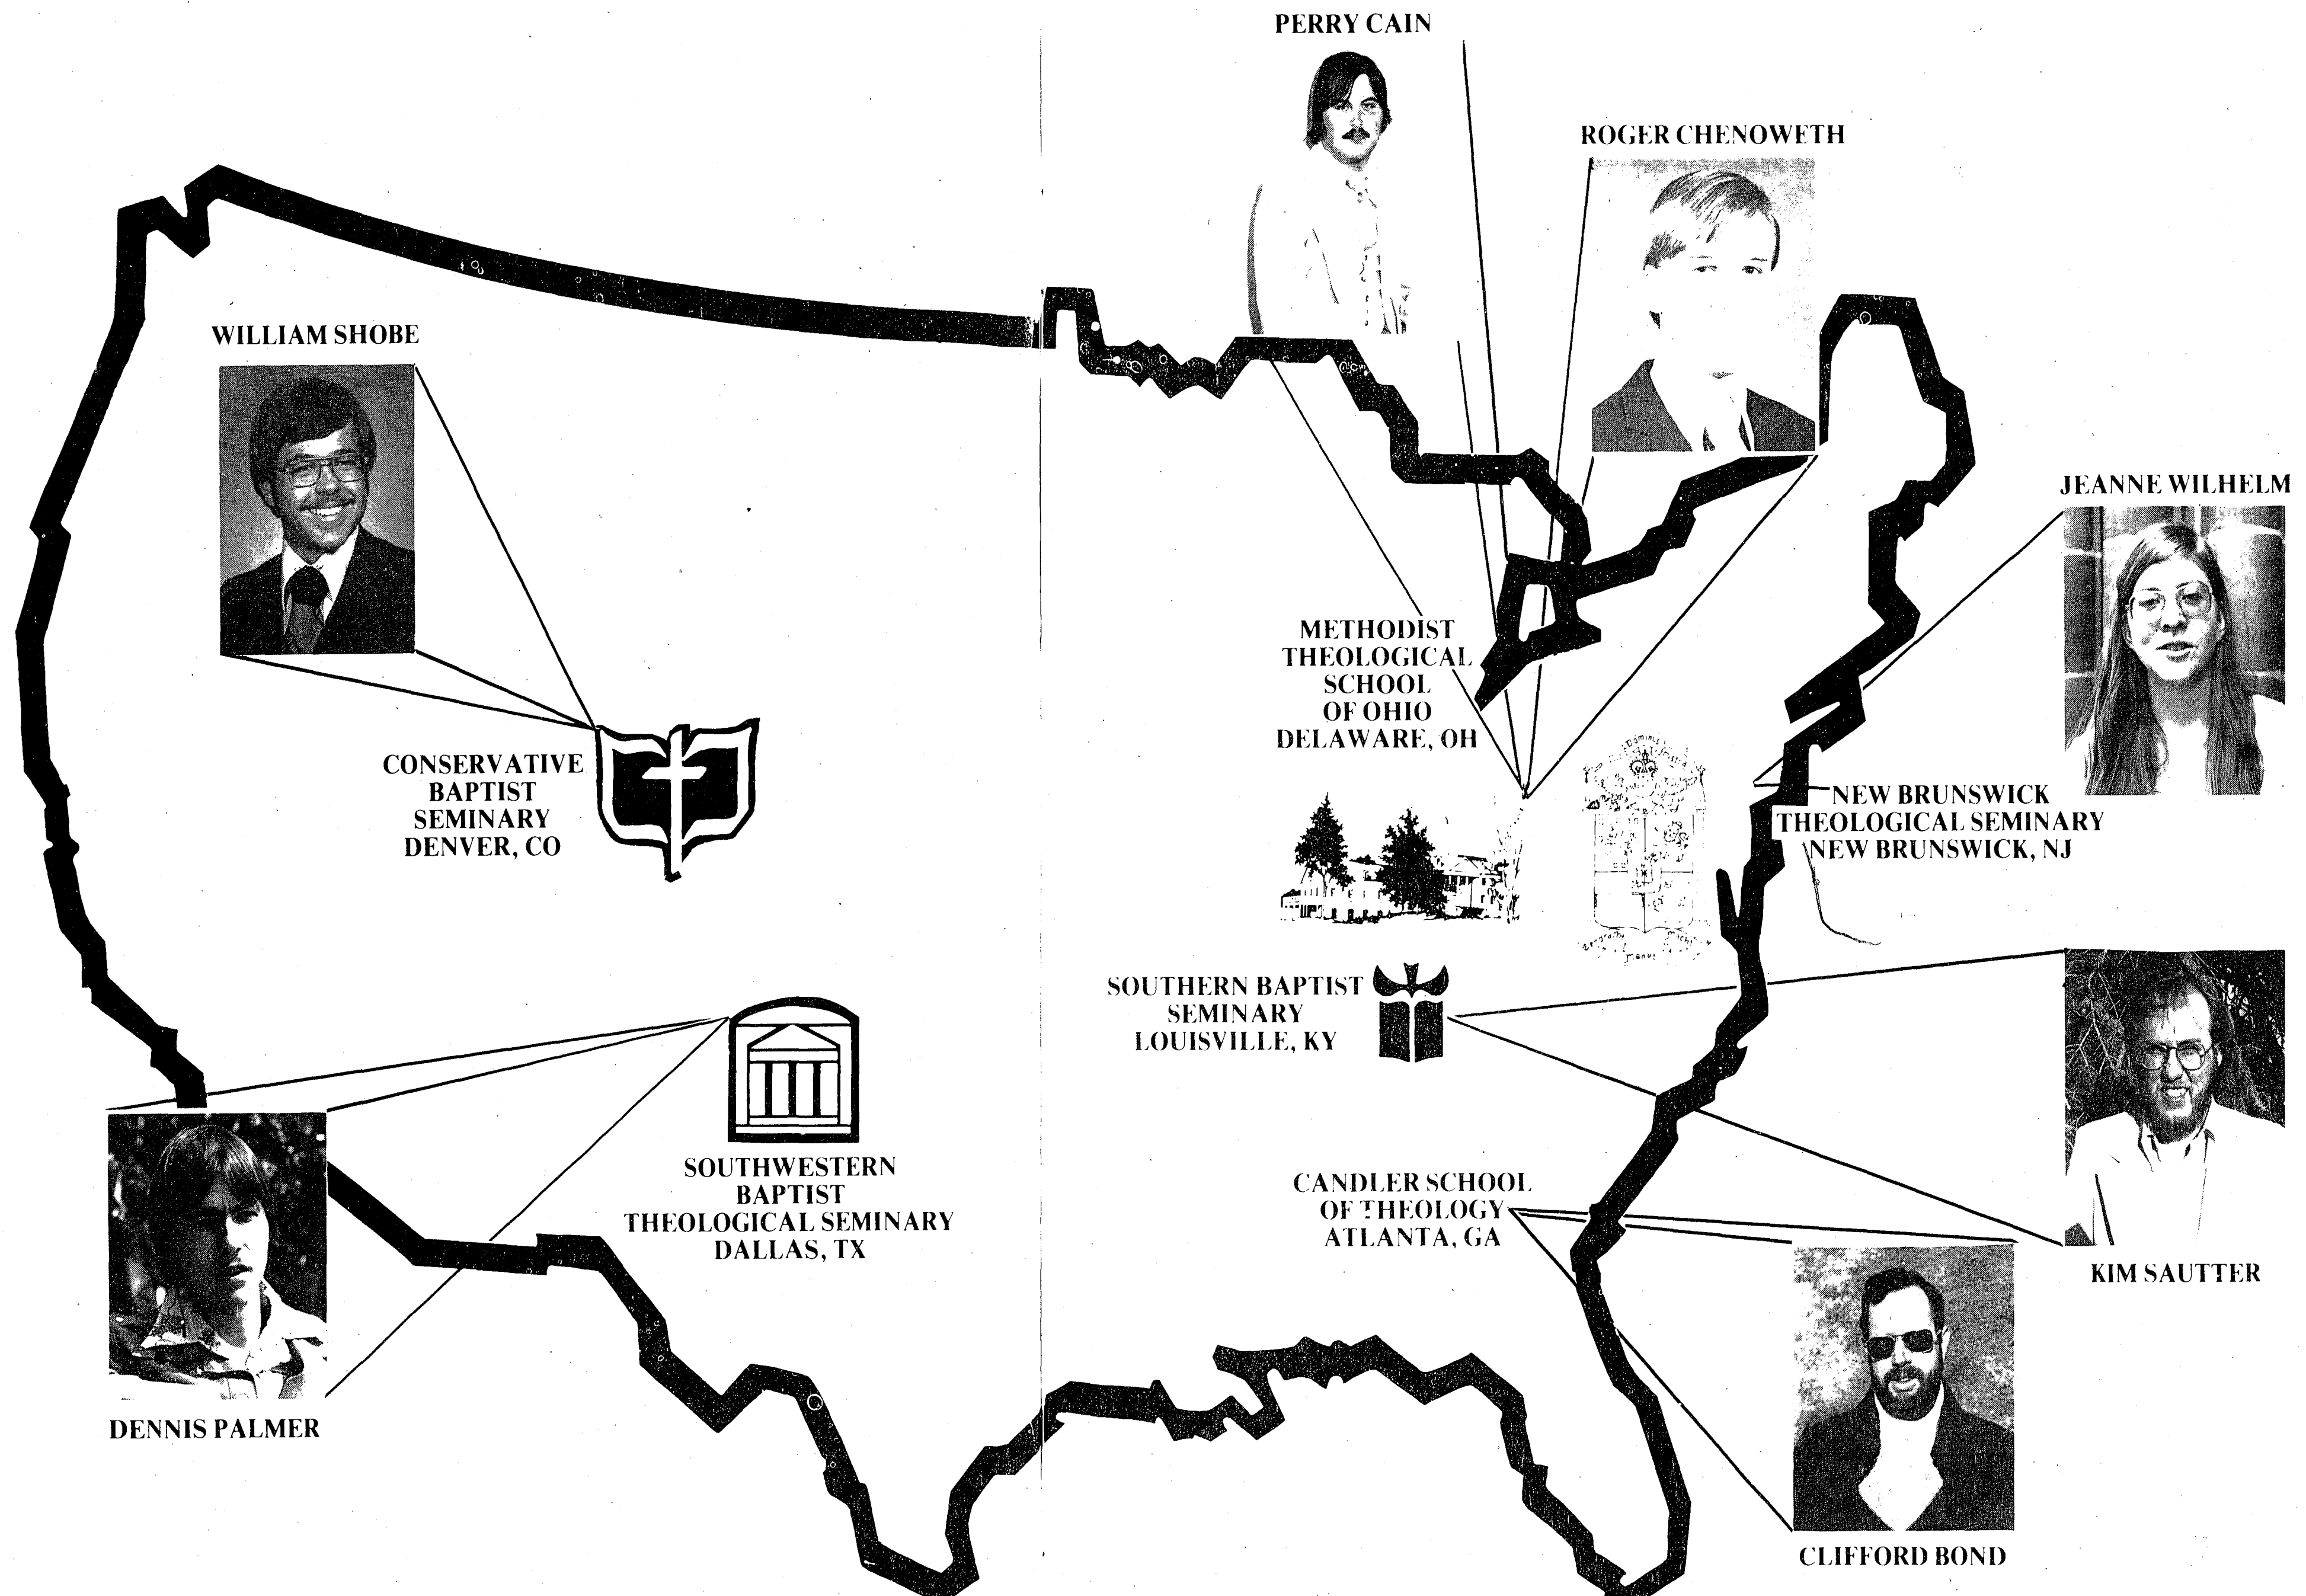 PERRY CAIN
ROGER CHENOWETH
WILLIAM SHOBE
JEANNE WILHELM
METHODIST
THEOLOGICAL
SCHOOL
OF OHIO
DELAWARE, OH
CONSERVATIVE
BAPTIST
SEMINARY
DENVER, CO
NEW BRUNSWICK
THEOLOGICAL SEMINARY
NEW BRUNSWICK, NJ
SOUTHERN BAPTIST
SEMINARY
LOUISVILLE, KY
SOUTHWESTERN
BAPTIST
THEOLOGICAL SEMINARY
DALLAS, TX
CANDLER SCHOOL
OF THEOLOGY
ATLANTA, GA
KIM SAUTTER
DENNIS PALMER
CLIFFORD BOND